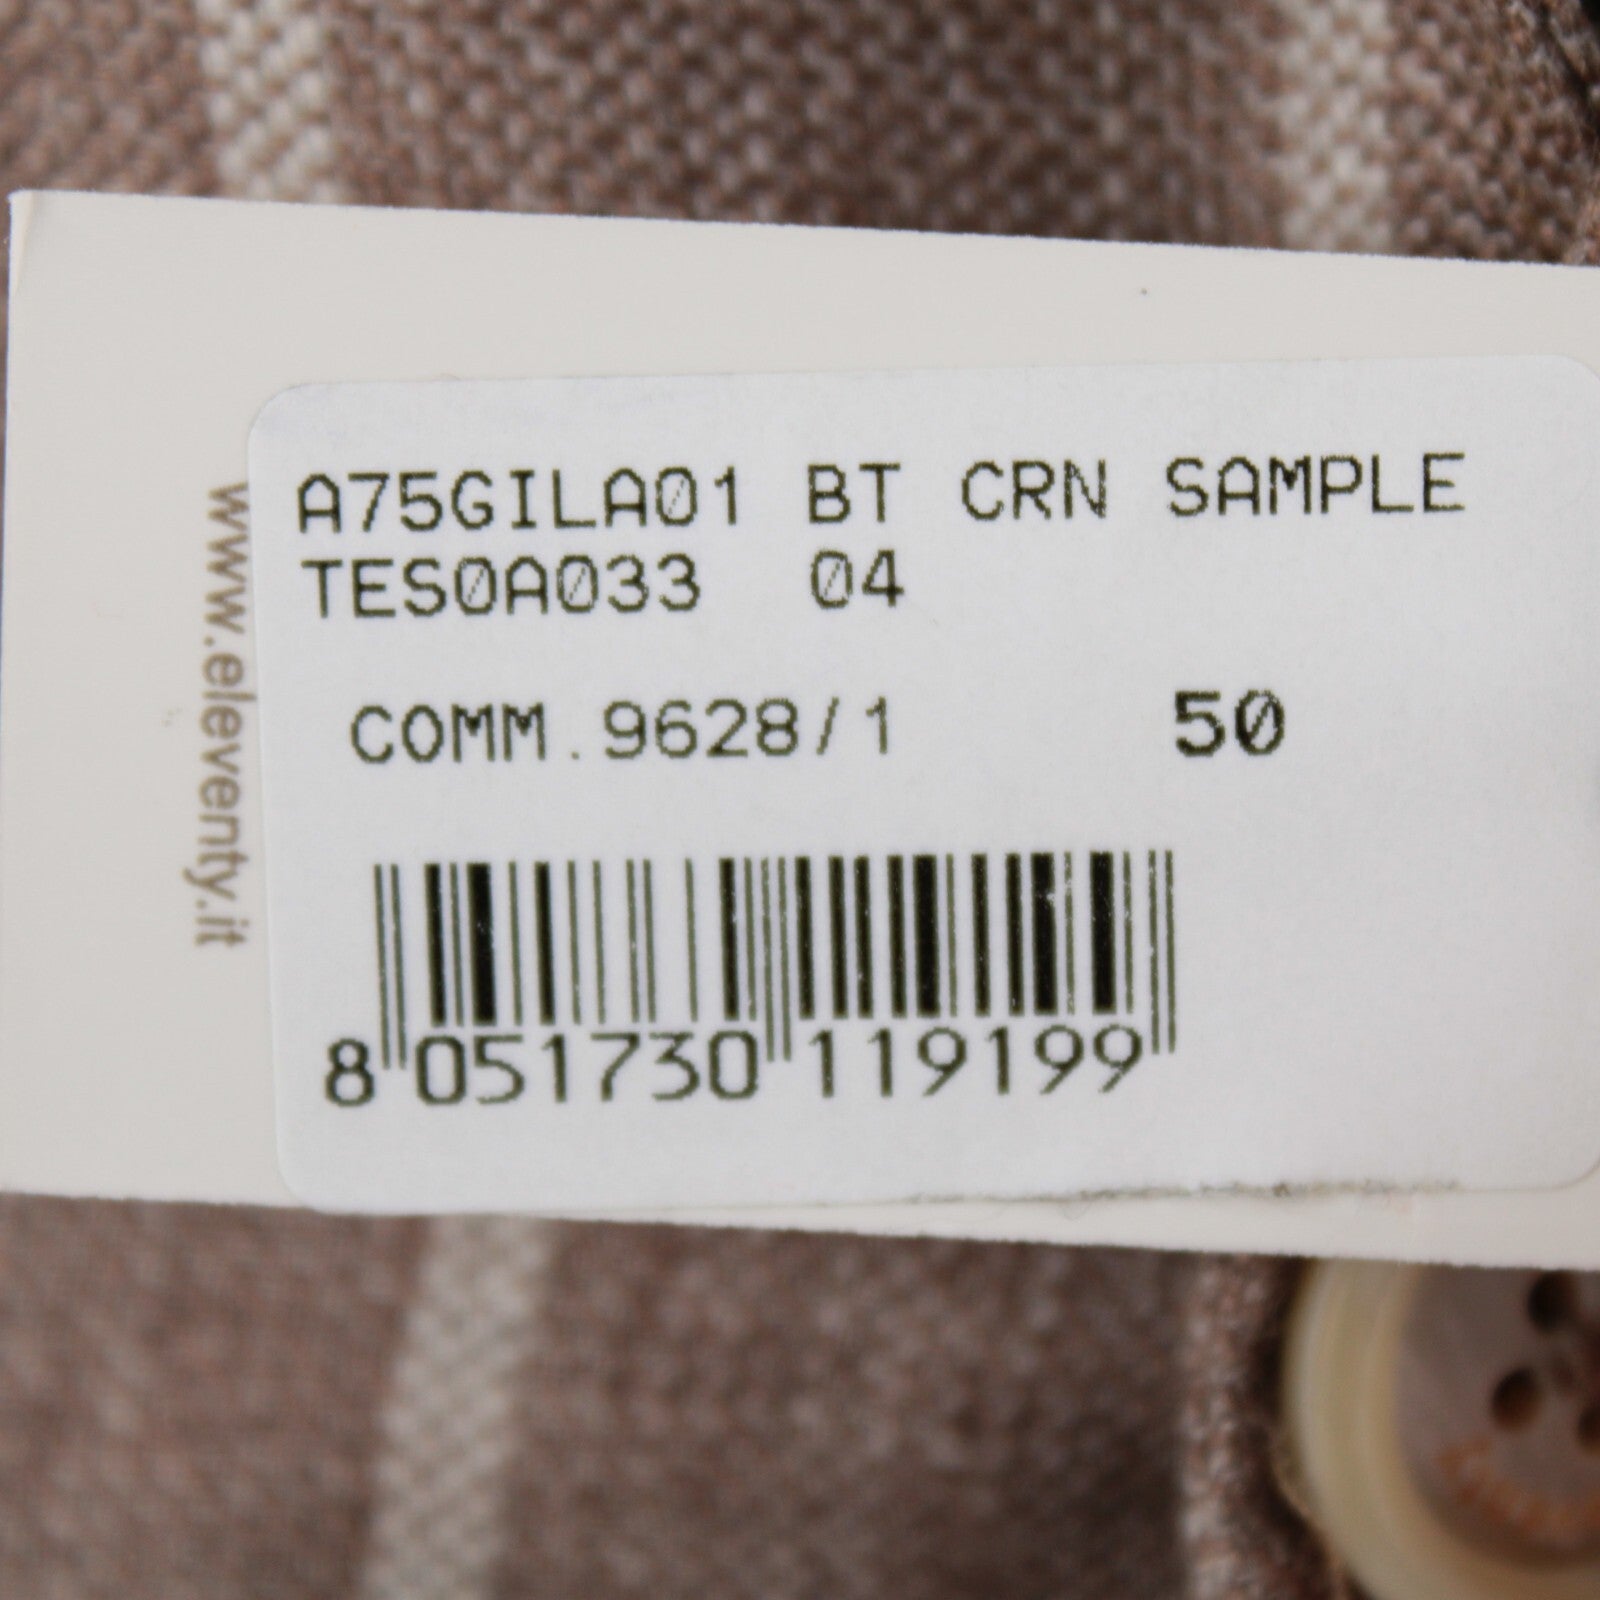 A75GILA01 BT CRN SAMPLE
TES0A033 04
COMM.9628/1 50
8 051730 119199
www.eleventy.it